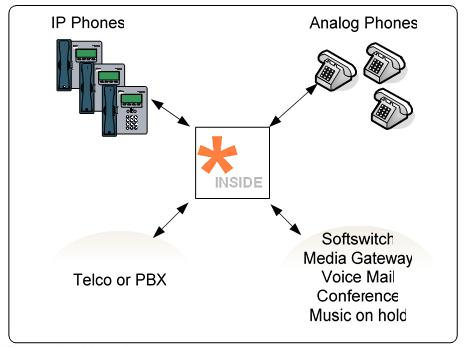 IP Phones
Analog Phones
INSIDE
Telco or PBX
Softswitch
Media Gateway
Voice Mail
Conference
Music on hold